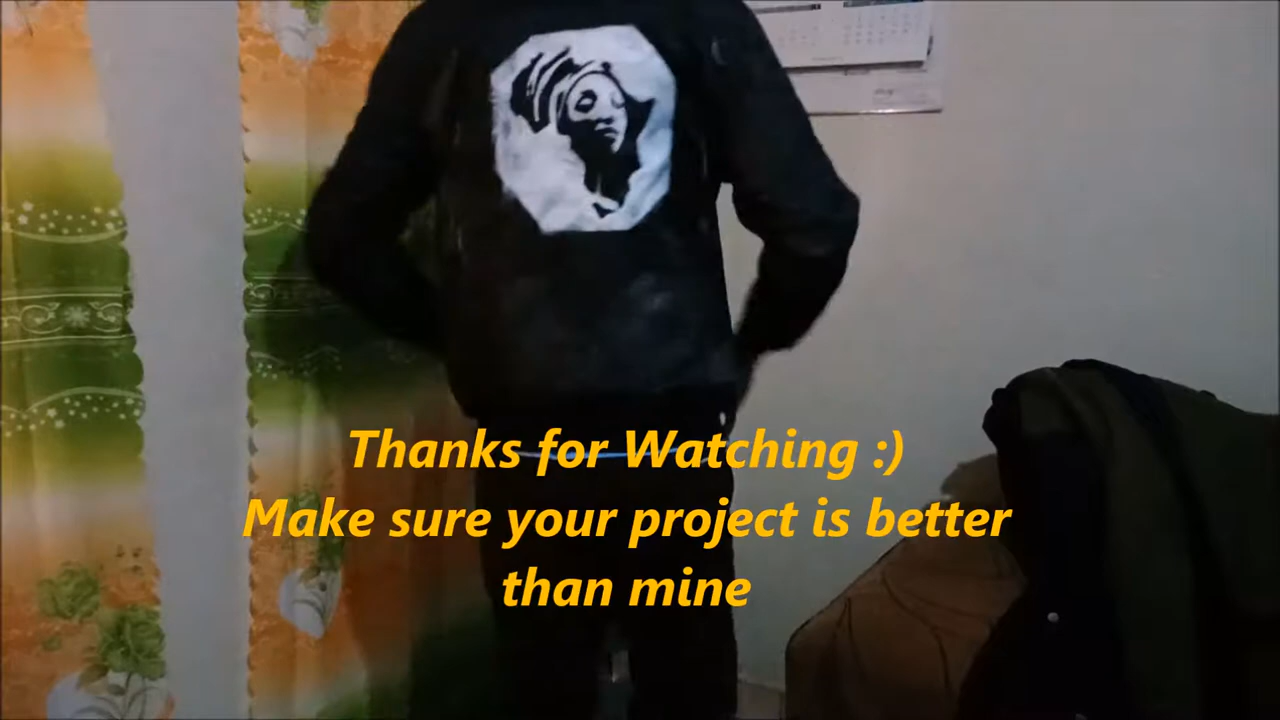 Thanks for Watching :)
Make sure your project is better
than mine